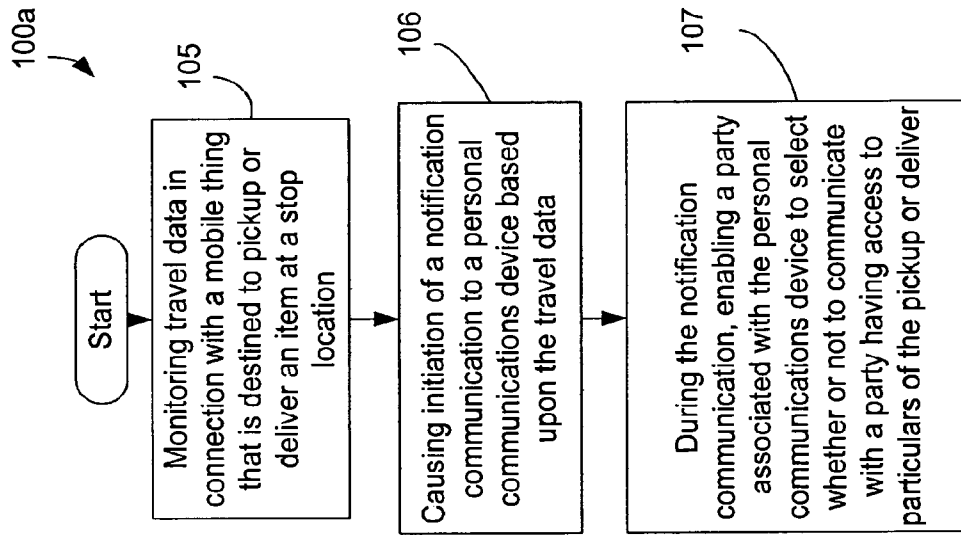 100a
Start
105
Monitoring travel data in
connection with a mobile thing
that is destined to pickup or
deliver an item at a stop
location
106
Causing initiation of a notification
communication to a personal
communications device based
upon the travel data
107
During the notification
communication, enabling a party
associated with the personal
communications device to select
whether or not to communicate
with a party having access to
particulars of the pickup or deliver